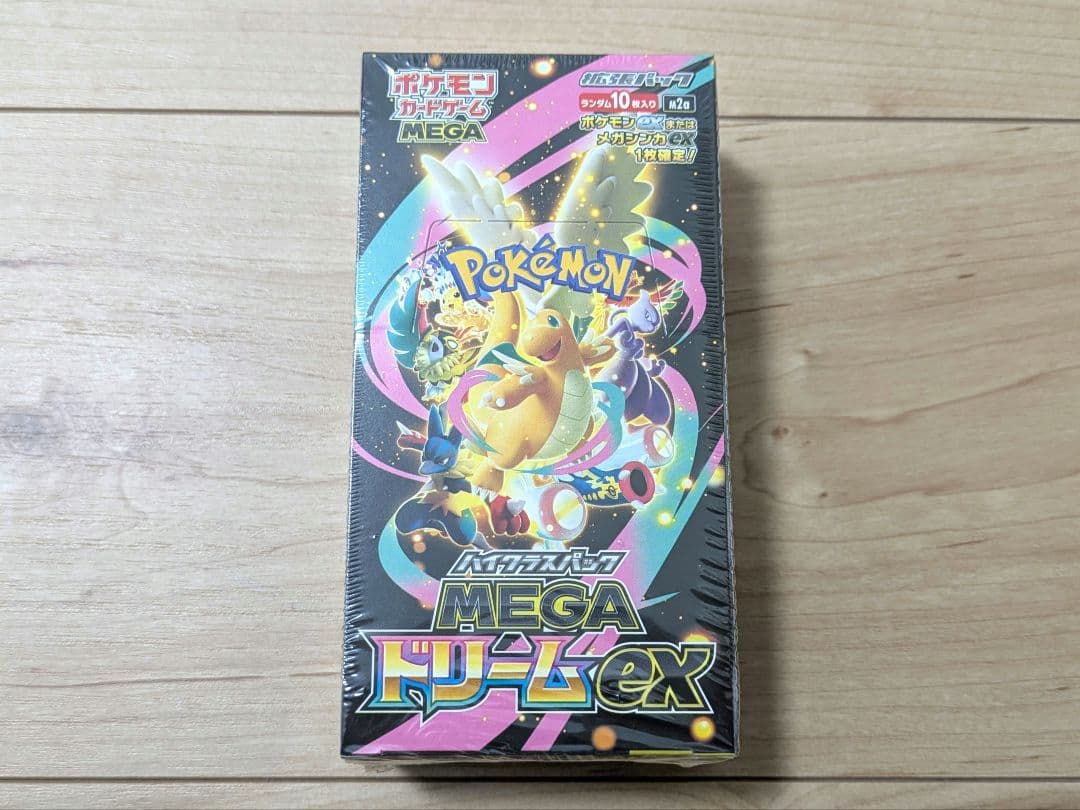 ポケモン
カードゲーム
MEGA
拡張パック
ランダム10枚入り M2a
ポケモンexまたは
メガシンカex
1枚確定!
POKéMON
ハイクラスパック
MEGA
ドリームex